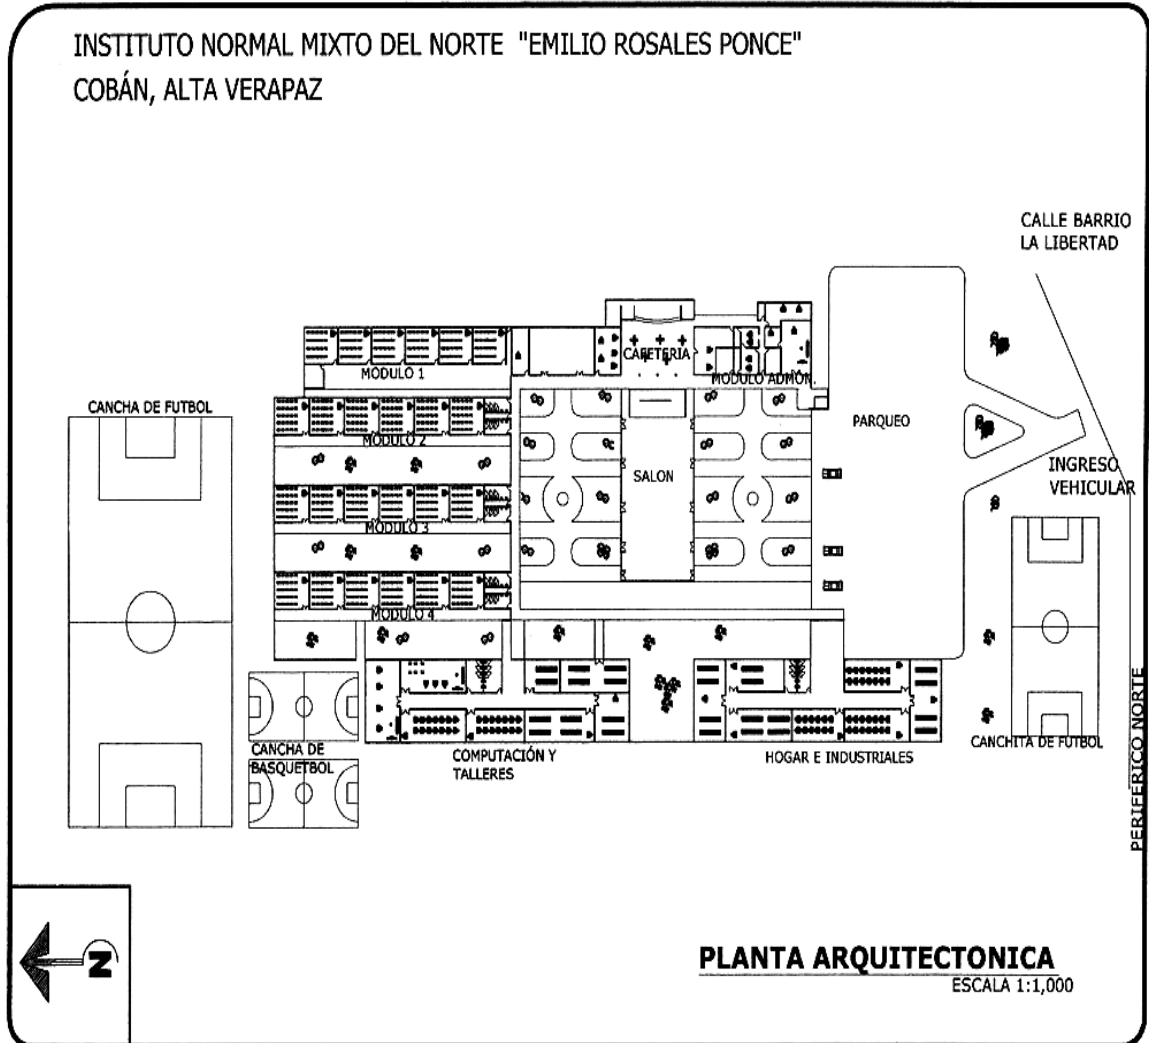 INSTITUTO NORMAL MIXTO DEL NORTE "EMILIO ROSALES PONCE"
COBÁN, ALTA VERAPAZ
CALLE BARRIO
LA LIBERTAD
CAFETERIA
MODULO 1
MODULO ADMON.
CANCHA DE FUTBOL
PARQUEO
MODULO 2
INGRESO
VEHICULAR
SALON
MODULO 3
MODULO 4
CANCHITA DE FUTBOL
PERIFERICO NORTE
CANCHA DE
BASQUETBOL
COMPUTACIÓN Y
TALLERES
HOGAR E INDUSTRIALES
N
PLANTA ARQUITECTONICA
ESCALA 1:1,000